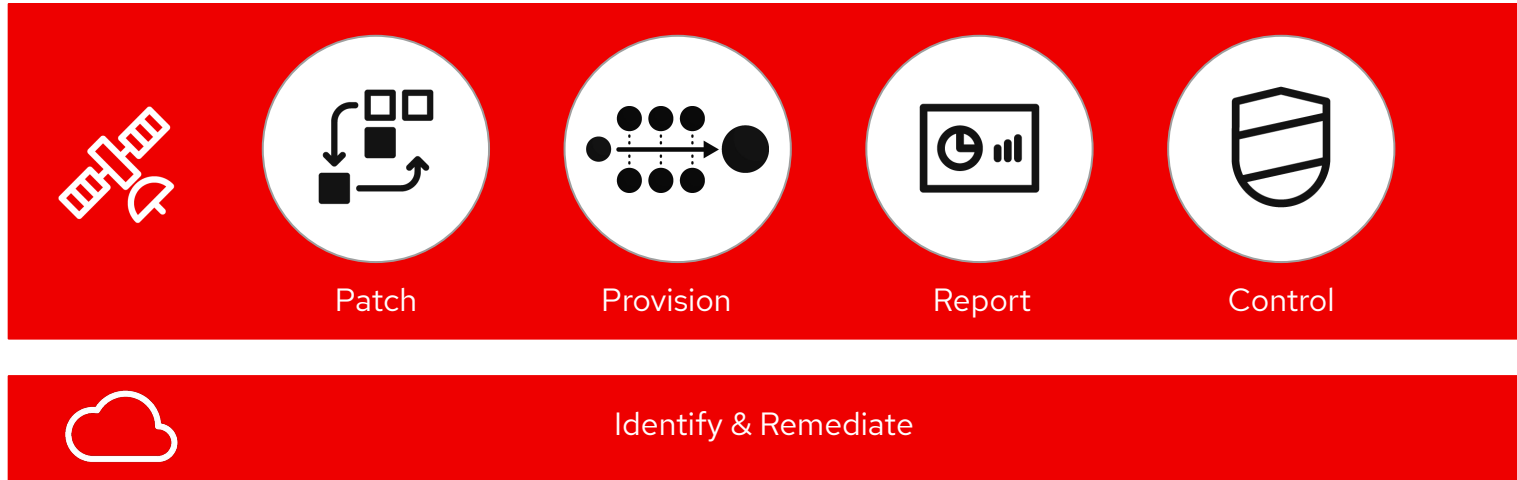 Patch
Provision
Report
Control
Identify & Remediate